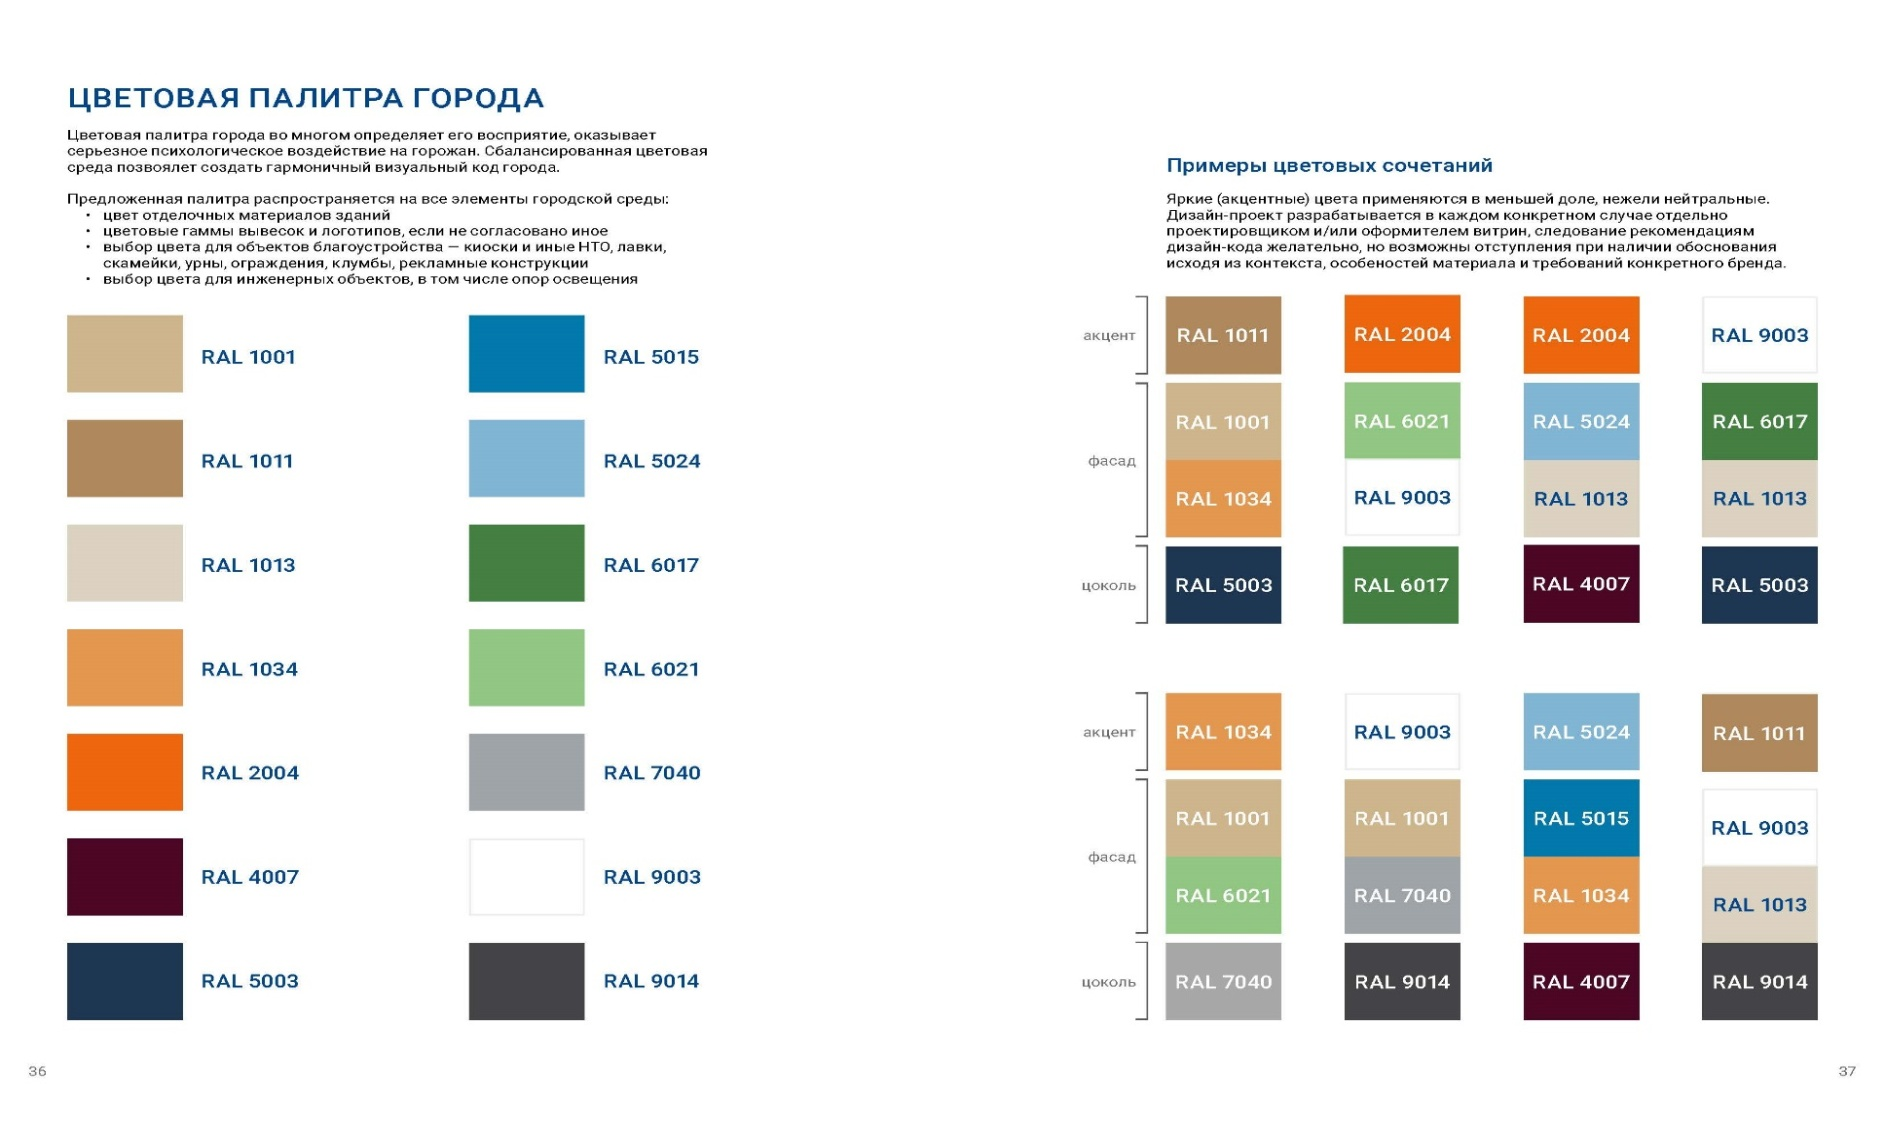 ЦВЕТОВАЯ ПАЛИТРА ГОРОДА
Цветовая палитра города во многом определяет его восприятие, оказывает
серьезное психологическое воздействие на горожан. Сбалансированная цветовая
среда позвоялет создать гармоничный визуальный код города.
Предложенная палитра распространяется на все элементы городской среды:
• цвет отделочных материалов зданий
• цветовые гаммы вывесок и логотипов, если не согласовано иное
• выбор цвета для объектов благоустройства — киоски и иные НТО, лавки,
скамейки, урны, ограждения, клумбы, рекламные конструкции
• выбор цвета для инженерных объектов, в том числе опор освещения
RAL 1001
RAL 5015
RAL 1011
RAL 5024
RAL 1013
RAL 6017
RAL 1034
RAL 6021
RAL 2004
RAL 7040
RAL 4007
RAL 9003
RAL 5003
RAL 9014
36
Примеры цветовых сочетаний
Яркие (акцентные) цвета применяются в меньшей доле, нежели нейтральные.
Дизайн-проект разрабатывается в каждом конкретном случае отдельно
проектировщиком и/или оформителем витрин, следование рекомендациям
дизайн-кода желательно, но возможны отступления при наличии обоснования
исходя из контекста, особеностей материала и требований конкретного бренда.
акцент RAL 1011 RAL 2004 RAL 2004 RAL 9003
RAL 1001 RAL 6021 RAL 5024 RAL 6017
фасад
RAL 1034 RAL 9003 RAL 1013 RAL 1013
цоколь RAL 5003 RAL 6017 RAL 4007 RAL 5003
акцент RAL 1034 RAL 9003 RAL 5024 RAL 1011
RAL 1001 RAL 1001 RAL 5015 RAL 9003
фасад
RAL 6021 RAL 7040 RAL 1034 RAL 1013
цоколь RAL 7040 RAL 9014 RAL 4007 RAL 9014
37